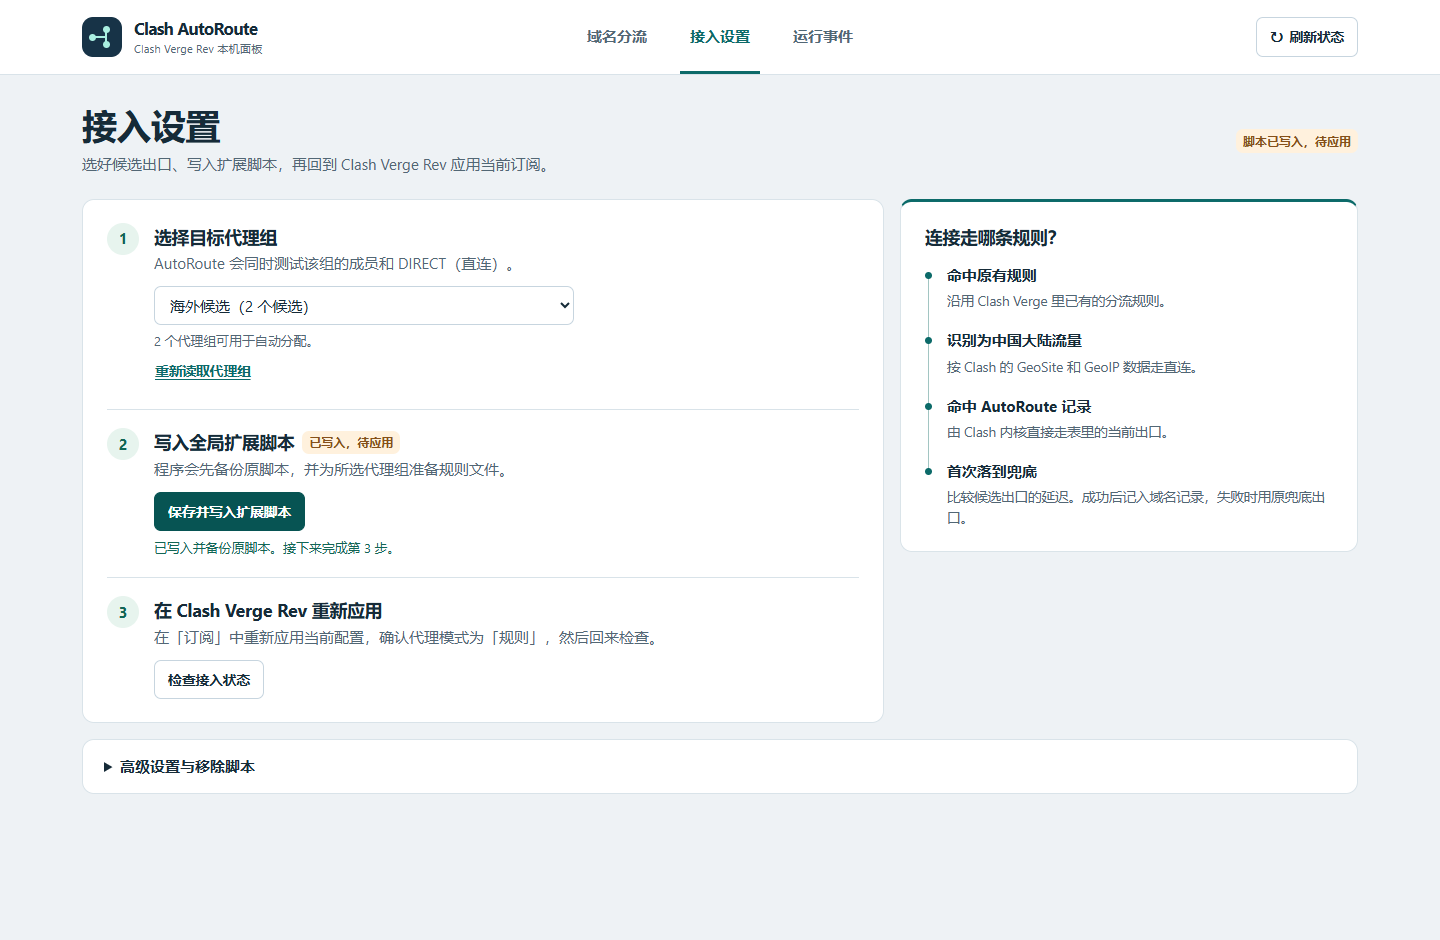 Clash AutoRoute
Clash Verge Rev 本机面板
域名分流
接入设置
运行事件
↻ 刷新状态
接入设置
选好候选出口、写入扩展脚本，再回到 Clash Verge Rev 应用当前订阅。
脚本已写入，待应用
1
选择目标代理组
AutoRoute 会同时测试该组的成员和 DIRECT（直连）。
海外候选（2 个候选）
2 个代理组可用于自动分配。
重新读取代理组
2
写入全局扩展脚本
已写入，待应用
程序会先备份原脚本，并为所选代理组准备规则文件。
保存并写入扩展脚本
已写入并备份原脚本。接下来完成第 3 步。
3
在 Clash Verge Rev 重新应用
在「订阅」中重新应用当前配置，确认代理模式为「规则」，然后回来检查。
检查接入状态
连接走哪条规则？
命中原有规则
沿用 Clash Verge 里已有的分流规则。
识别为中国大陆流量
按 Clash 的 GeoSite 和 GeoIP 数据走直连。
命中 AutoRoute 记录
由 Clash 内核直接走表里的当前出口。
首次落到兜底
比较候选出口的延迟。成功后记入域名记录，失败时用原兜底出
口。
▶ 高级设置与移除脚本